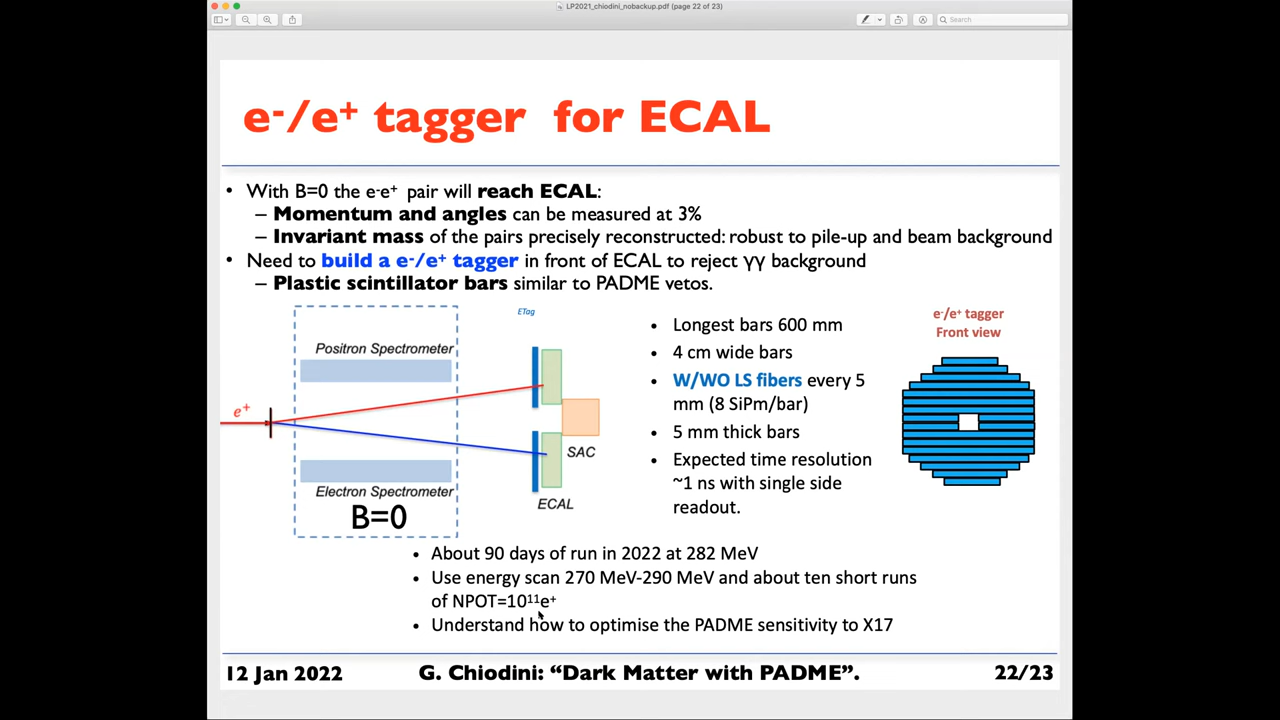 LP2021_chiodini_nobackup.pdf (page 22 of 23)
Search
e-/e+ tagger for ECAL
• With B=0 the e-e+ pair will reach ECAL:
– Momentum and angles can be measured at 3%
– Invariant mass of the pairs precisely reconstructed: robust to pile-up and beam background
• Need to build a e-/e+ tagger in front of ECAL to reject γγ background
– Plastic scintillator bars similar to PADME vetos.
ETag
Positron Spectrometer
e+
SAC
Electron Spectrometer
ECAL
B=0
• Longest bars 600 mm
• 4 cm wide bars
• W/WO LS fibers every 5
mm (8 SiPm/bar)
• 5 mm thick bars
• Expected time resolution
~1 ns with single side
readout.
e-/e+ tagger
Front view
• About 90 days of run in 2022 at 282 MeV
• Use energy scan 270 MeV-290 MeV and about ten short runs
of NPOT=10¹¹e+
• Understand how to optimise the PADME sensitivity to X17
12 Jan 2022
G. Chiodini: “Dark Matter with PADME”.
22/23